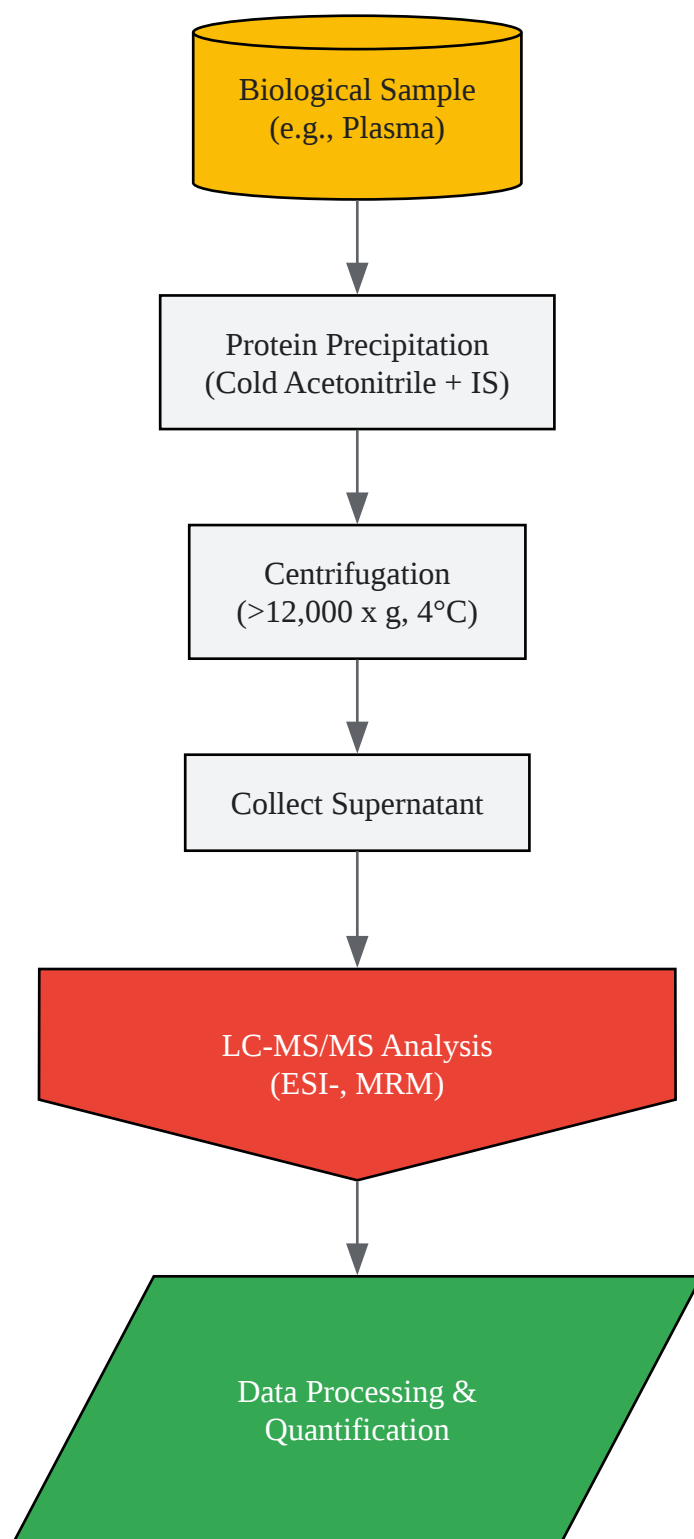 Biological Sample
(e.g., Plasma)
Protein Precipitation
(Cold Acetonitrile + IS)
Centrifugation
(>12,000 x g, 4°C)
Collect Supernatant
LC-MS/MS Analysis
(ESI-, MRM)
Data Processing &
Quantification